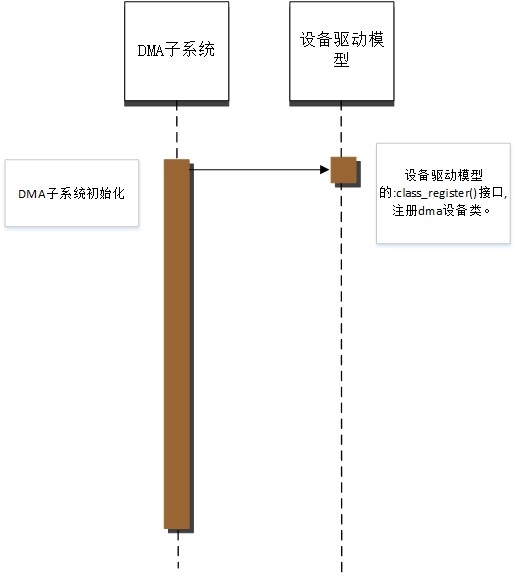 DMA子系统
设备驱动模
型
DMA子系统初始化
设备驱动模型
的:class_register()接口,
注册dma设备类。